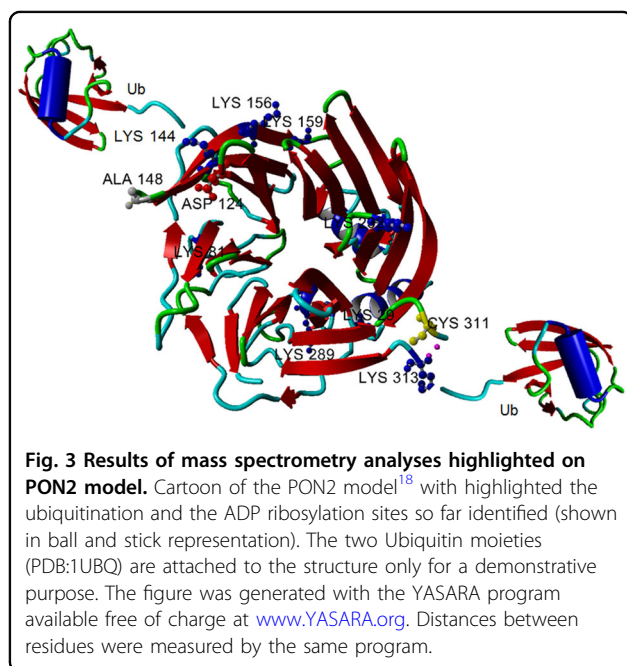 Ub
LYS 156
LYS 159
LYS 144
ALA 148
ASP 124
CYS 311
LYS 289
LYS 313
Ub
Fig. 3 Results of mass spectrometry analyses highlighted on
PON2 model. Cartoon of the PON2 model18 with highlighted the
ubiquitination and the ADP ribosylation sites so far identified (shown
in ball and stick representation). The two Ubiquitin moieties
(PDB:1UBQ) are attached to the structure only for a demonstrative
purpose. The figure was generated with the YASARA program
available free of charge at www.YASARA.org. Distances between
residues were measured by the same program.